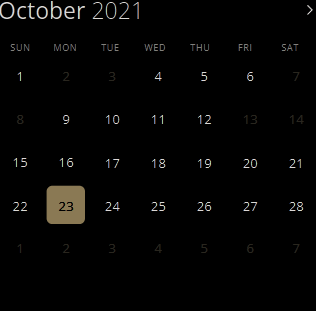 October 2021
SUN MON TUE WED THU FRI SAT
1 2 3 4 5 6 7
8 9 10 11 12 13 14
15 16 17 18 19 20 21
22 23 24 25 26 27 28
1 2 3 4 5 6 7